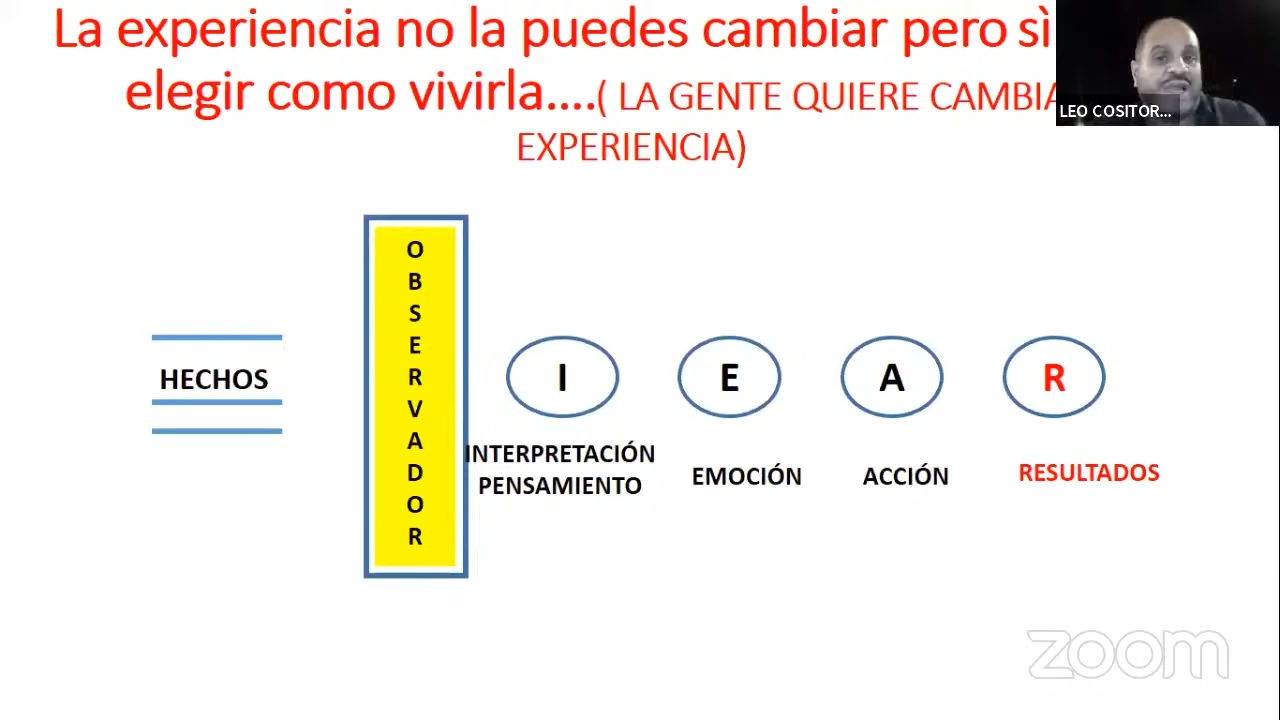 La experiencia no la puedes cambiar pero sì
elegir como vivirla....( LA GENTE QUIERE
EXPERIENCIA)
LEO COSITOR...
O
B
S
E
R
V
A
D
O
R
HECHOS
I
E
A
R
INTERPRETACIÓN
PENSAMIENTO
EMOCIÓN
ACCIÓN
RESULTADOS
zoom